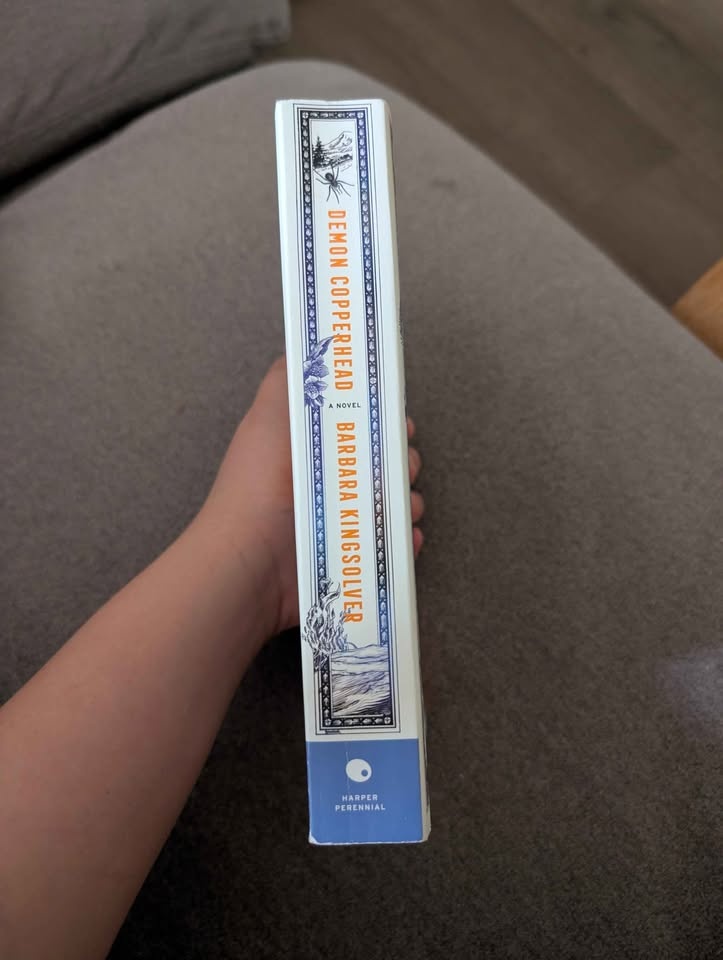 DEMON COPPERHEAD
A NOVEL
BARBARA KINGSOLVER
HARPER
PERENNIAL